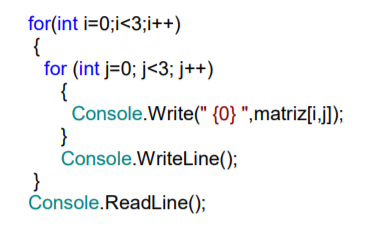 for(int i=0;i<3;i++)
{
for (int j=0; j<3; j++)
{
Console.Write(" {0} ",matriz[i,j]);
}
Console.WriteLine();
}
Console.ReadLine();